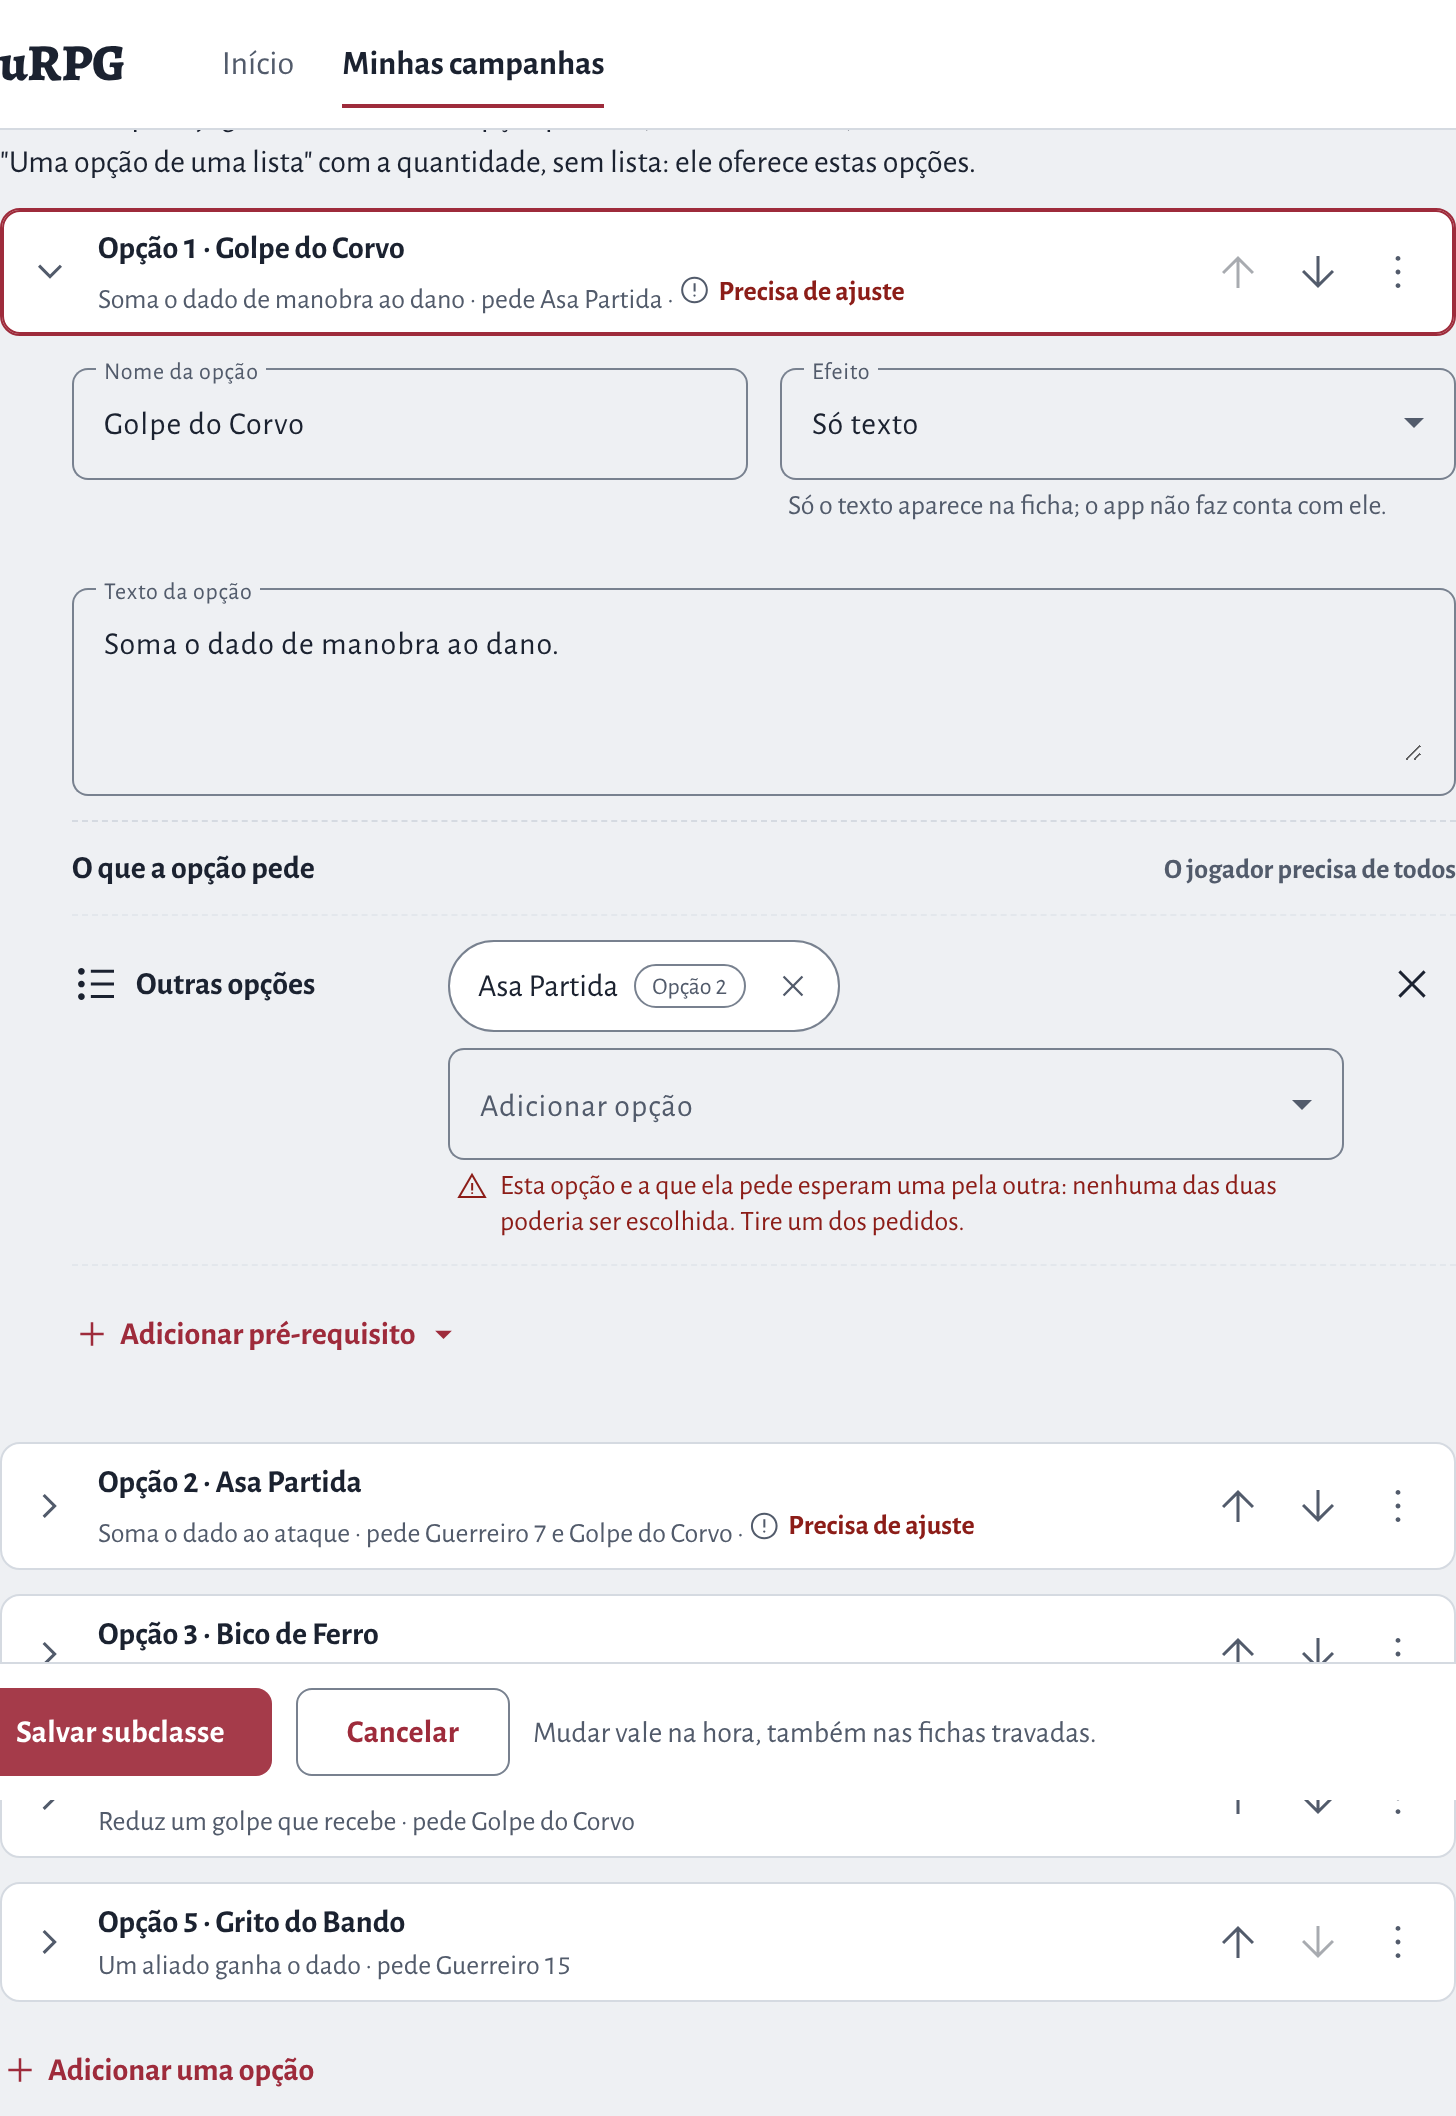 uRPG
Início
Minhas campanhas
"Uma opção de uma lista" com a quantidade, sem lista: ele oferece estas opções.
Opção 1 · Golpe do Corvo
Soma o dado de manobra ao dano · pede Asa Partida · Precisa de ajuste
Nome da opção
Golpe do Corvo
Efeito
Só texto
Só o texto aparece na ficha; o app não faz conta com ele.
Texto da opção
Soma o dado de manobra ao dano.
O que a opção pede
O jogador precisa de todos
Outras opções
Asa Partida
Opção 2
Adicionar opção
Esta opção e a que ela pede esperam uma pela outra: nenhuma das duas
poderia ser escolhida. Tire um dos pedidos.
Adicionar pré-requisito
Opção 2 · Asa Partida
Soma o dado ao ataque · pede Guerreiro 7 e Golpe do Corvo · Precisa de ajuste
Opção 3 · Bico de Ferro
Salvar subclasse
Cancelar
Mudar vale na hora, também nas fichas travadas.
Reduz um golpe que recebe · pede Golpe do Corvo
Opção 5 · Grito do Bando
Um aliado ganha o dado · pede Guerreiro 15
Adicionar uma opção